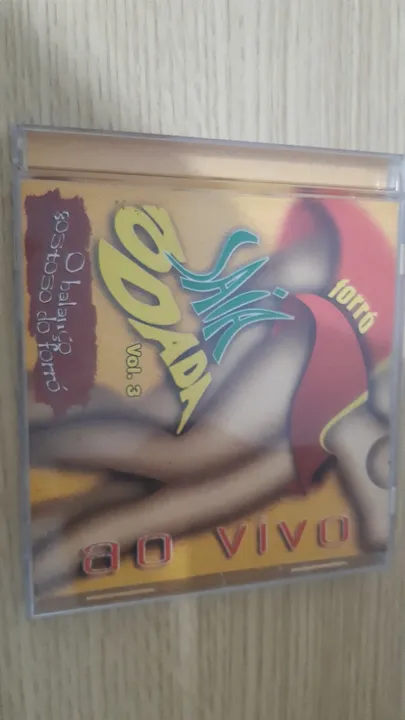 forró
SAIA
RODADA
Vol. 3
O balanço
gostoso do forró
ao vivo